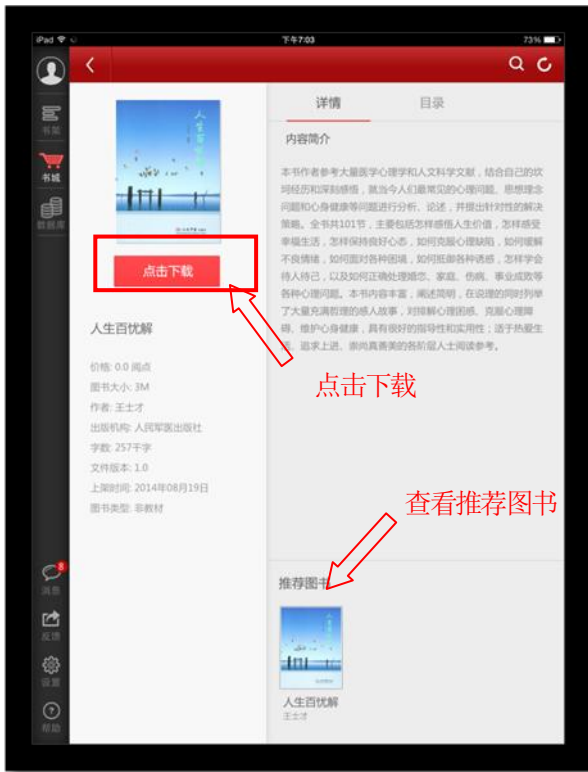 iPad
下午7:03
73%
书架
书城
数据库
消息
8
反馈
设置
帮助
人生百忧解
点击下载
人生百忧解
价格: 0.0 阅点
图书大小: 3M
作者: 王士才
出版机构: 人民军医出版社
字数: 257千字
文件版本: 1.0
上架时间: 2014年08月19日
图书类型: 非教材
详情
目录
内容简介
本书作者参考大量医学心理学和人文科学文献，结合自己的坎
坷经历和深刻感悟，就当今人们最常见的心理问题、思想理念
问题和心身健康等问题进行分析、论述，并提出针对性的解决
策略。全书共101节，主要包括怎样感悟人生价值，怎样感受
幸福生活，怎样保持良好心态，如何克服心理缺陷，如何缓解
不良情绪，如何面对各种困境，如何抵御各种诱惑，怎样学会
待人待己，以及如何正确处理婚恋、家庭、伤病、事业成败等
各种心理问题。本书内容丰富，阐述简明，在说理的同时列举
了大量充满哲理的感人故事，对排解心理困惑、克服心理障
碍、维护心身健康，具有很好的指导性和实用性；适于热爱生
活、追求上进、崇尚真善美的各阶层人士阅读参考。
点击下载
查看推荐图书
推荐图书
人生百忧解
王士才